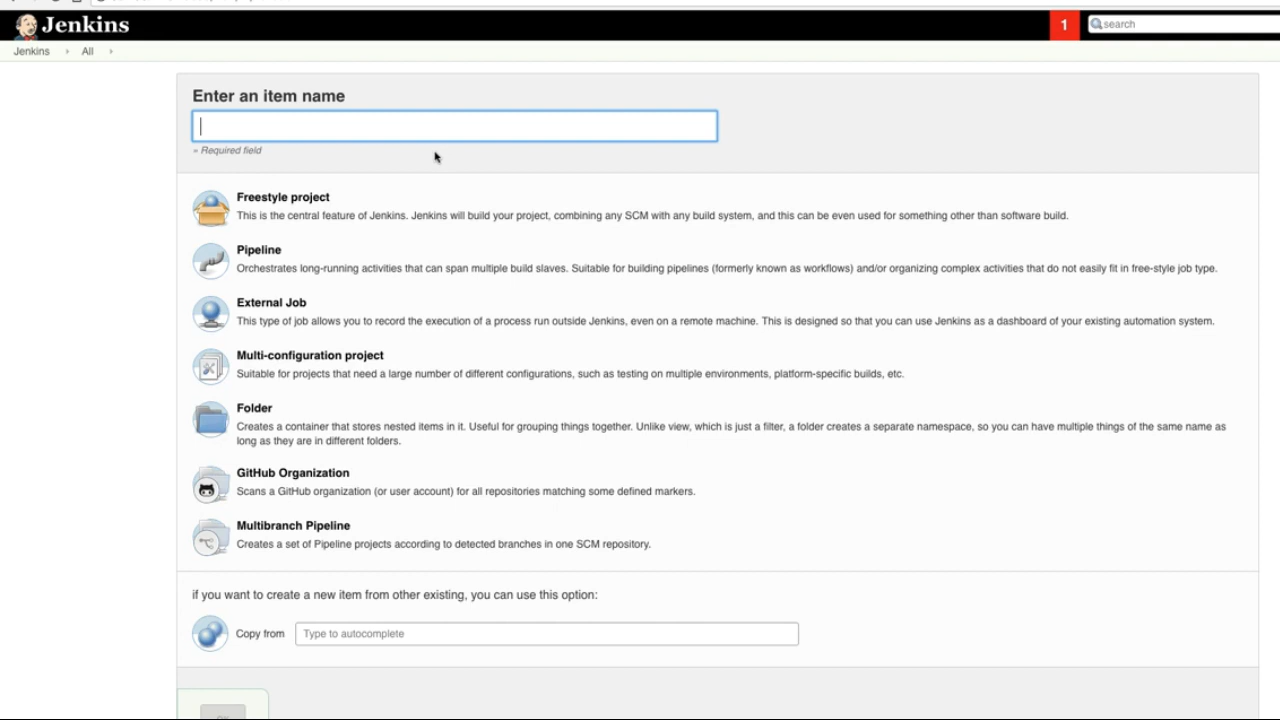 Jenkins
1
search
Jenkins
All
Enter an item name
» Required field
Freestyle project
This is the central feature of Jenkins. Jenkins will build your project, combining any SCM with any build system, and this can be even used for something other than software build.
Pipeline
Orchestrates long-running activities that can span multiple build slaves. Suitable for building pipelines (formerly known as workflows) and/or organizing complex activities that do not easily fit in free-style job type.
External Job
This type of job allows you to record the execution of a process run outside Jenkins, even on a remote machine. This is designed so that you can use Jenkins as a dashboard of your existing automation system.
Multi-configuration project
Suitable for projects that need a large number of different configurations, such as testing on multiple environments, platform-specific builds, etc.
Folder
Creates a container that stores nested items in it. Useful for grouping things together. Unlike view, which is just a filter, a folder creates a separate namespace, so you can have multiple things of the same name as
long as they are in different folders.
GitHub Organization
Scans a GitHub organization (or user account) for all repositories matching some defined markers.
Multibranch Pipeline
Creates a set of Pipeline projects according to detected branches in one SCM repository.
if you want to create a new item from other existing, you can use this option:
Copy from
Type to autocomplete